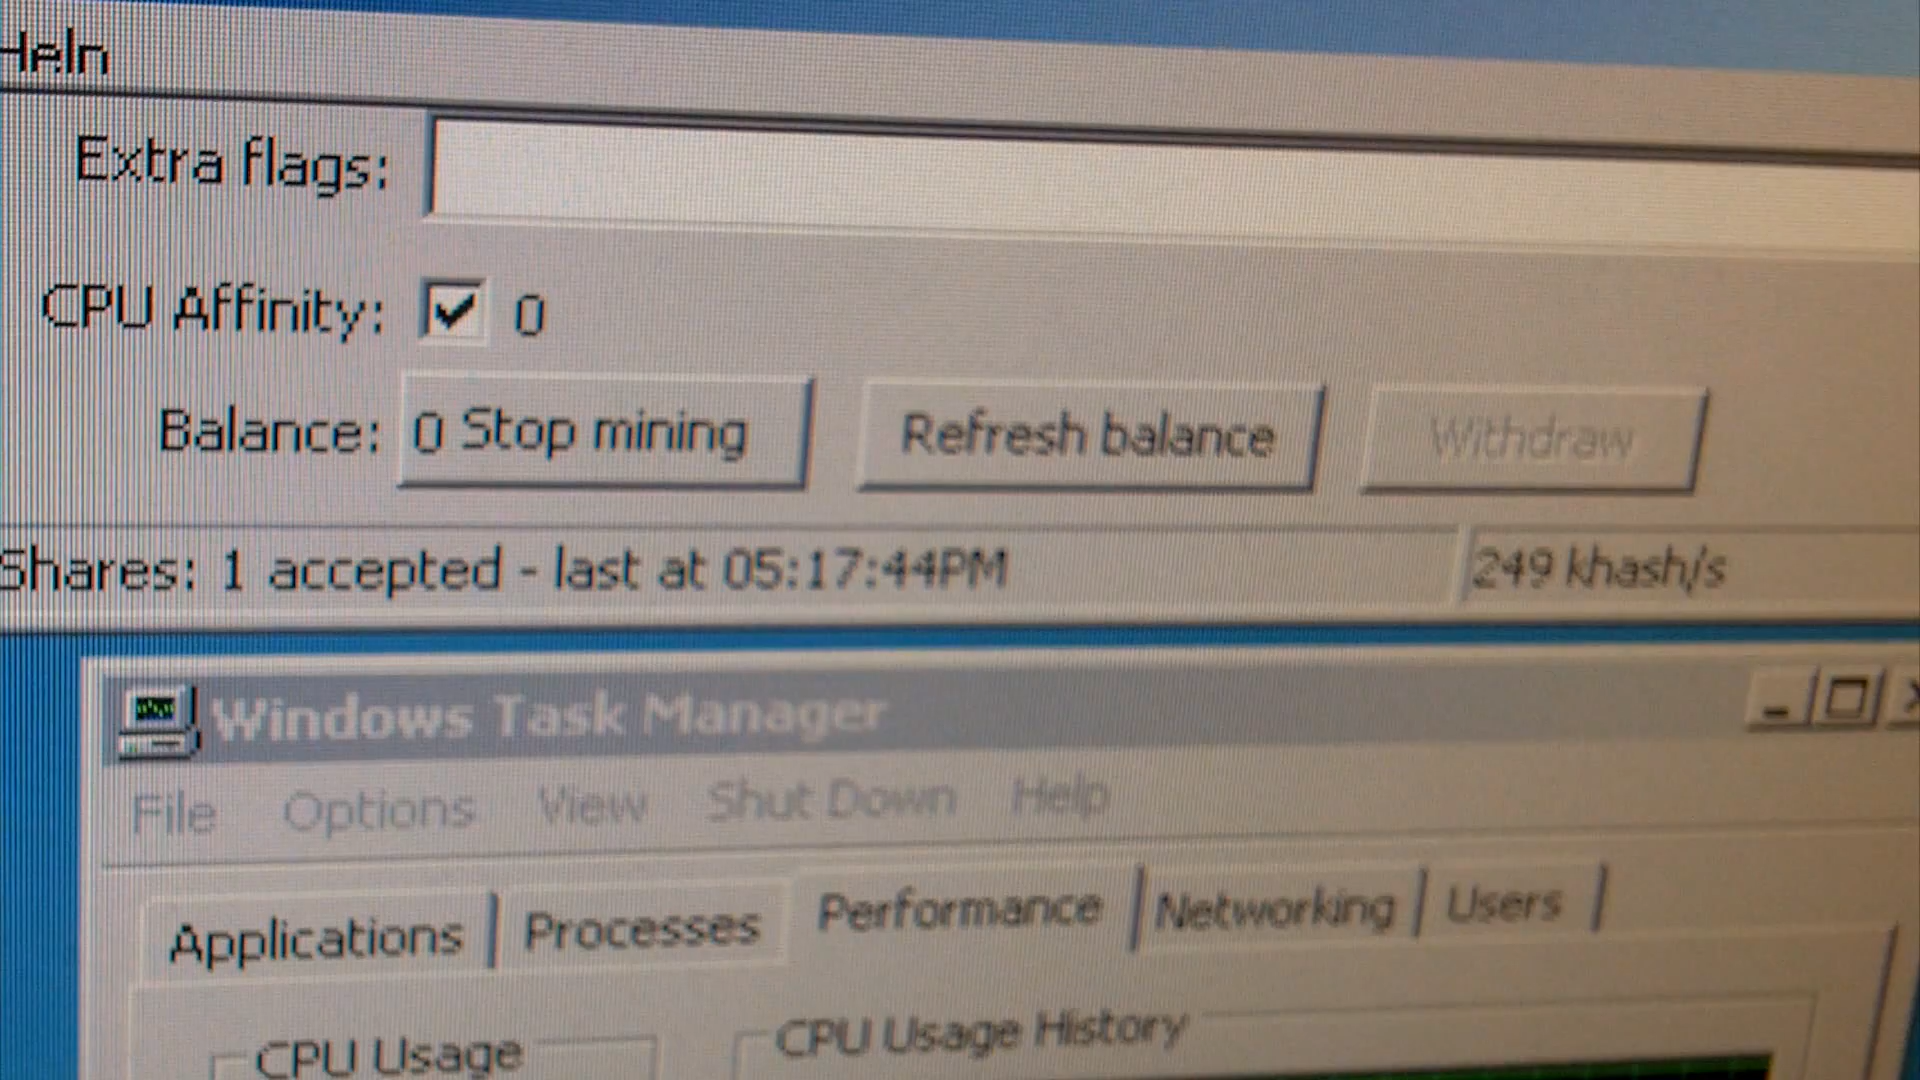 Help
Extra flags:
CPU Affinity: 0
Balance: 0 Stop mining Refresh balance Withdraw
Shares: 1 accepted - last at 05:17:44PM 249 khash/s
Windows Task Manager
File Options View Shut Down Help
Applications Processes Performance Networking Users
CPU Usage CPU Usage History